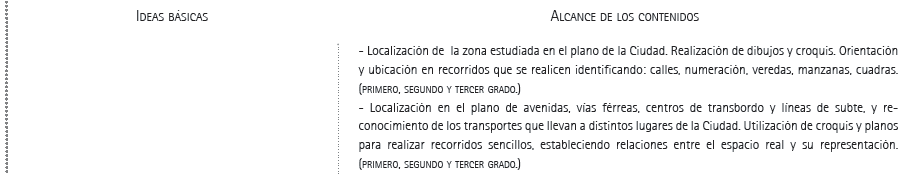 IDEAS BÁSICAS
ALCANCE DE LOS CONTENIDOS
- Localización de la zona estudiada en el plano de la Ciudad. Realización de dibujos y croquis. Orientación
y ubicación en recorridos que se realicen identificando: calles, numeración, veredas, manzanas, cuadras.
(PRIMERO, SEGUNDO Y TERCER GRADO.)
- Localización en el plano de avenidas, vías férreas, centros de transbordo y líneas de subte, y re-
conocimiento de los transportes que llevan a distintos lugares de la Ciudad. Utilización de croquis y planos
para realizar recorridos sencillos, estableciendo relaciones entre el espacio real y su representación.
(PRIMERO, SEGUNDO Y TERCER GRADO.)